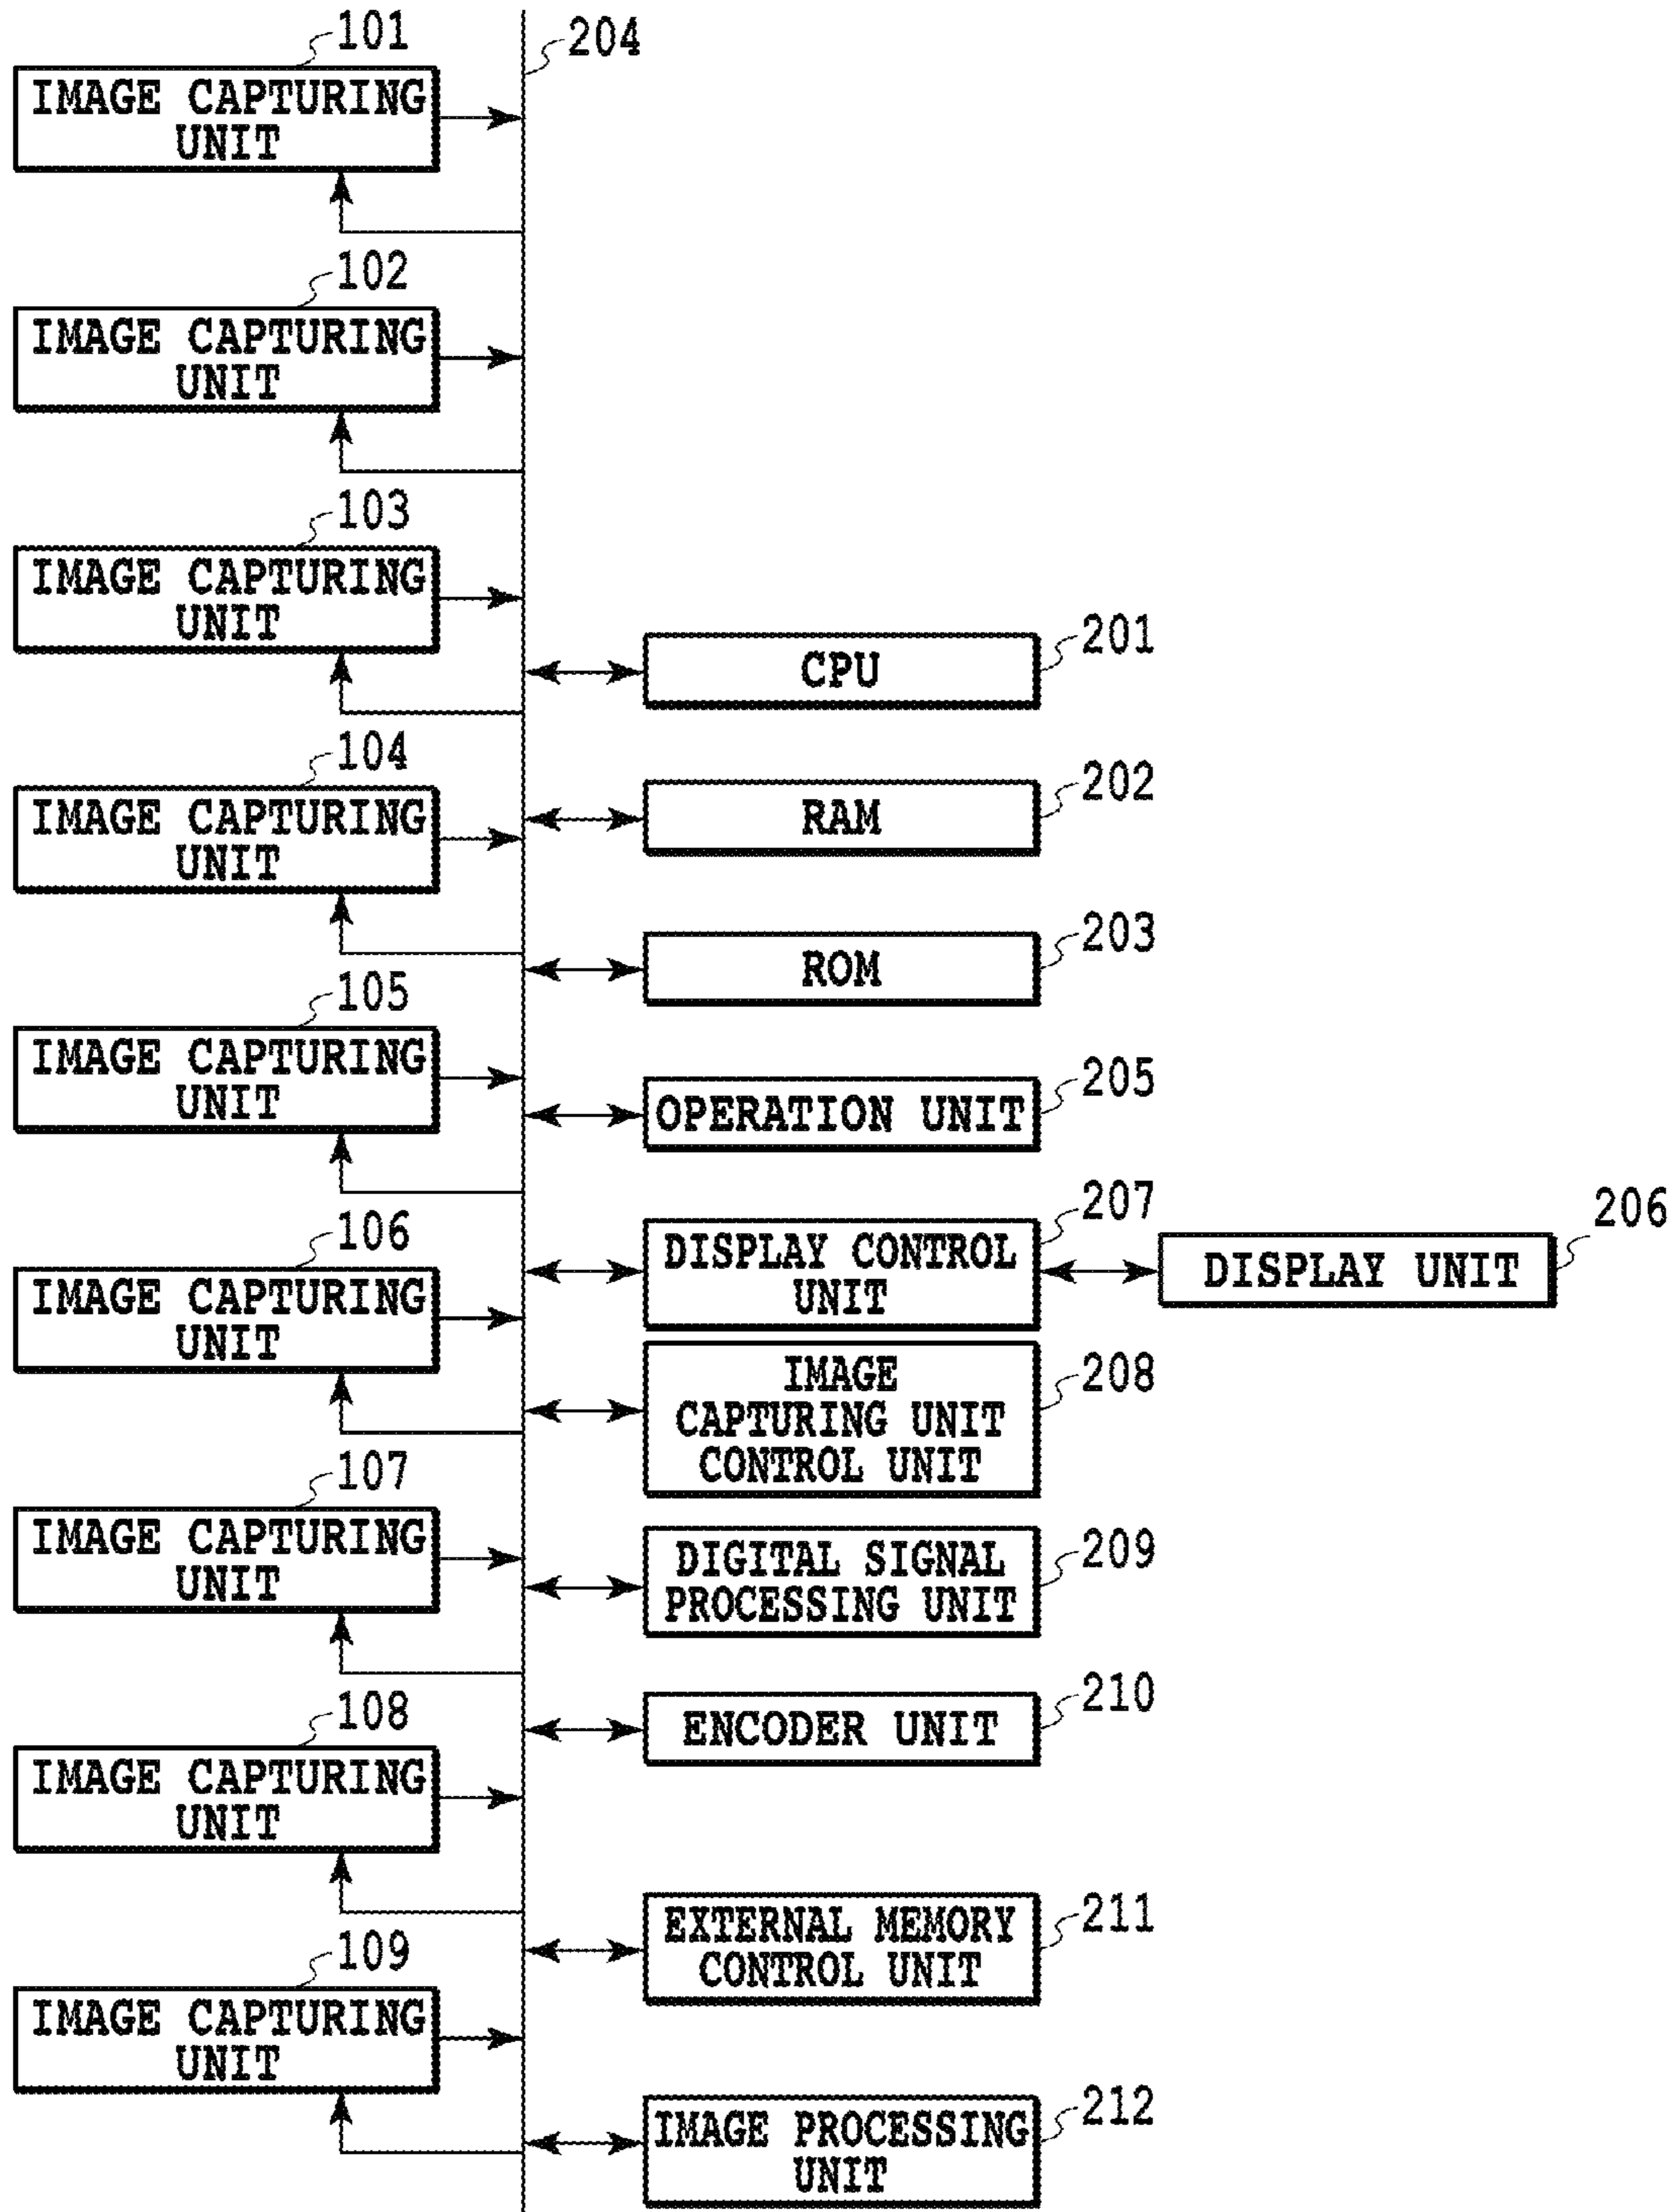 101
IMAGE CAPTURING
UNIT
204
102
IMAGE CAPTURING
UNIT
103
IMAGE CAPTURING
UNIT
201
CPU
104
IMAGE CAPTURING
UNIT
202
RAM
203
ROM
105
IMAGE CAPTURING
UNIT
205
OPERATION UNIT
207
DISPLAY CONTROL
UNIT
206
DISPLAY UNIT
106
IMAGE CAPTURING
UNIT
208
IMAGE
CAPTURING UNIT
CONTROL UNIT
107
IMAGE CAPTURING
UNIT
209
DIGITAL SIGNAL
PROCESSING UNIT
210
ENCODER UNIT
108
IMAGE CAPTURING
UNIT
211
EXTERNAL MEMORY
CONTROL UNIT
109
IMAGE CAPTURING
UNIT
212
IMAGE PROCESSING
UNIT